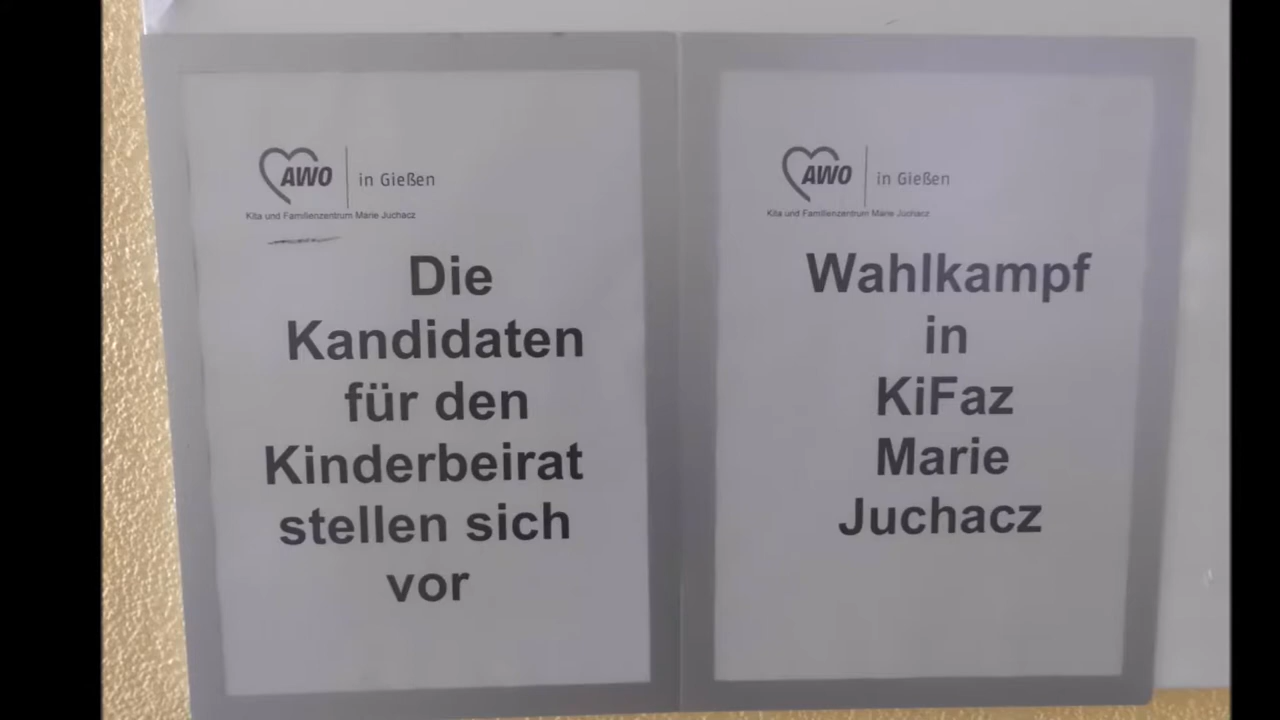 AWO in Gießen
Kita und Familienzentrum Marie Juchacz
Die
Kandidaten
für den
Kinderbeirat
stellen sich
vor
AWO in Gießen
Kita und Familienzentrum Marie Juchacz
Wahlkampf
in
KiFaz
Marie
Juchacz